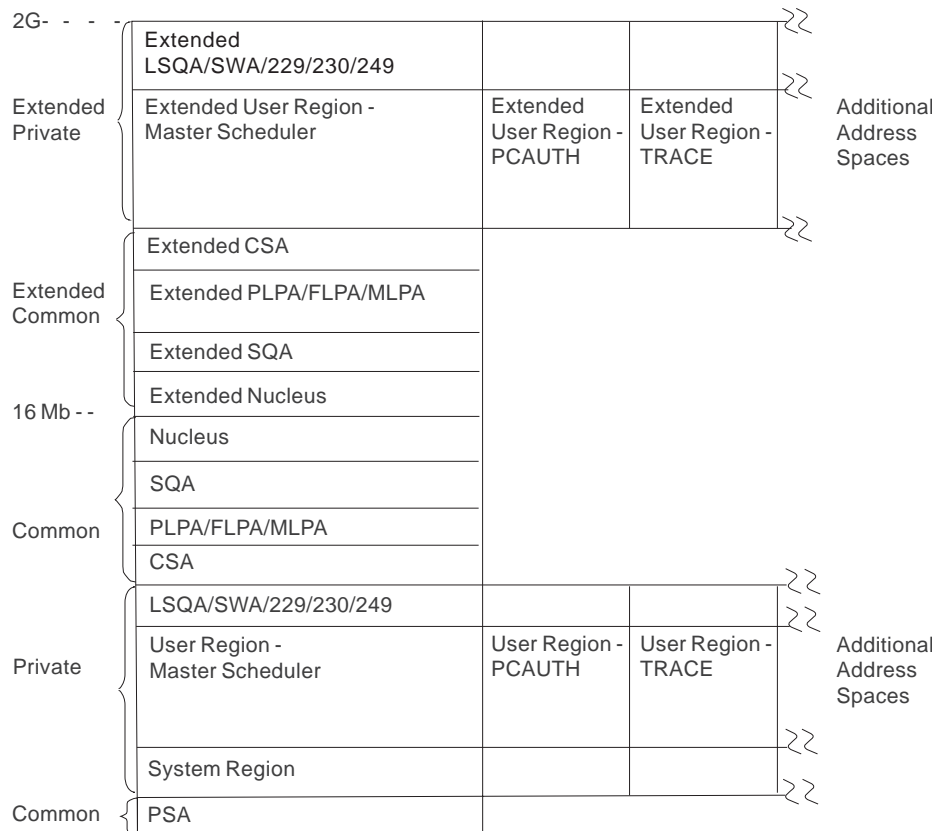 2G- - - -
Extended
LSQA/SWA/229/230/249
Extended
Private
Extended User Region -
Master Scheduler
Extended
User Region -
PCAUTH
Extended
User Region -
TRACE
Additional
Address
Spaces
Extended CSA
Extended
Common
Extended PLPA/FLPA/MLPA
Extended SQA
Extended Nucleus
16 Mb - -
Nucleus
SQA
Common
PLPA/FLPA/MLPA
CSA
LSQA/SWA/229/230/249
Private
User Region -
Master Scheduler
User Region -
PCAUTH
User Region -
TRACE
Additional
Address
Spaces
System Region
Common
PSA